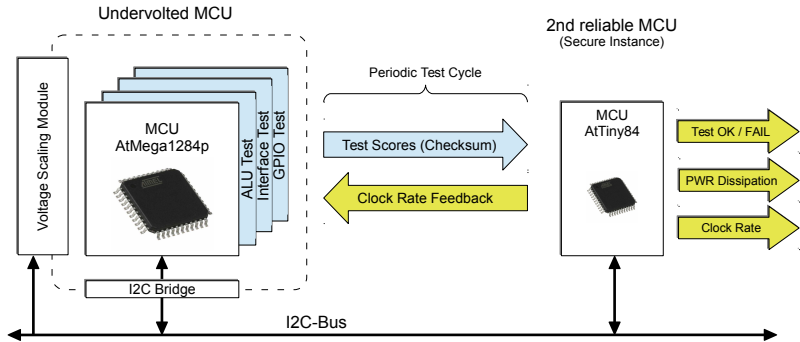 Undervolted MCU
2nd reliable MCU
(Secure Instance)
Voltage Scaling Module
MCU
AtMega1284p
ALU Test
Interface Test
GPIO Test
Periodic Test Cycle
Test Scores (Checksum)
Clock Rate Feedback
MCU
AtTiny84
Test OK / FAIL
PWR Dissipation
Clock Rate
I2C Bridge
I2C-Bus